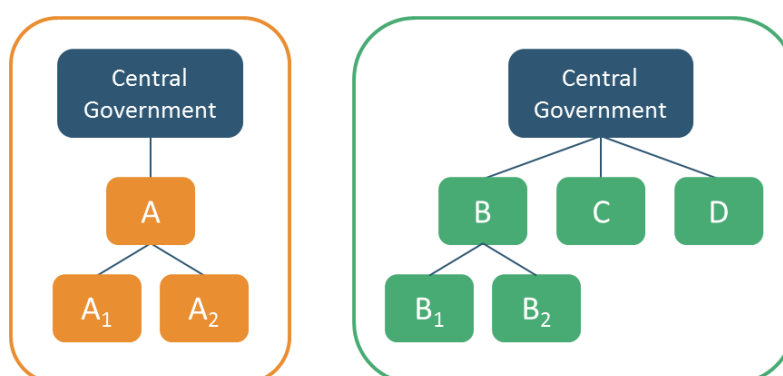 Central
Government
A
A₁
A₂
Central
Government
B
C
D
B₁
B₂